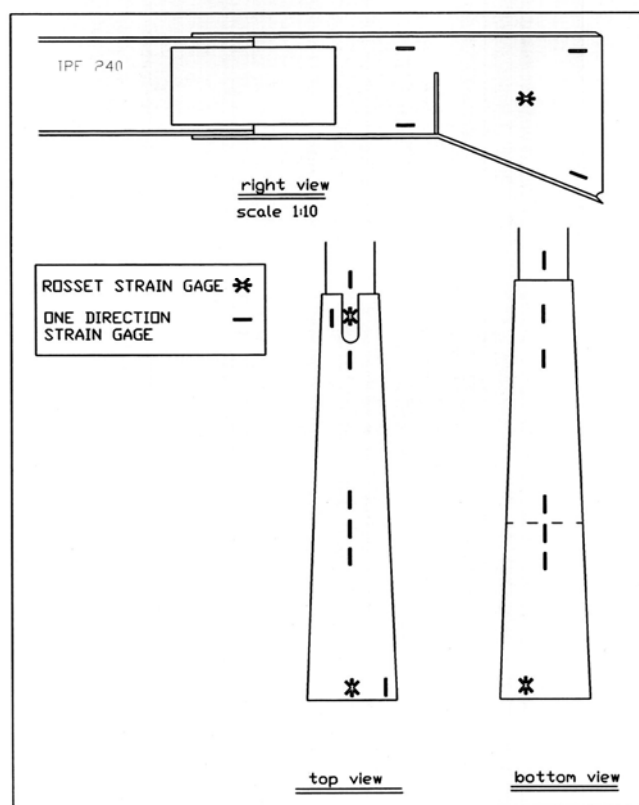 IPE 240
right view
scale 1:10
ROSSET STRAIN GAGE
ONE DIRECTION
STRAIN GAGE
top view
bottom view